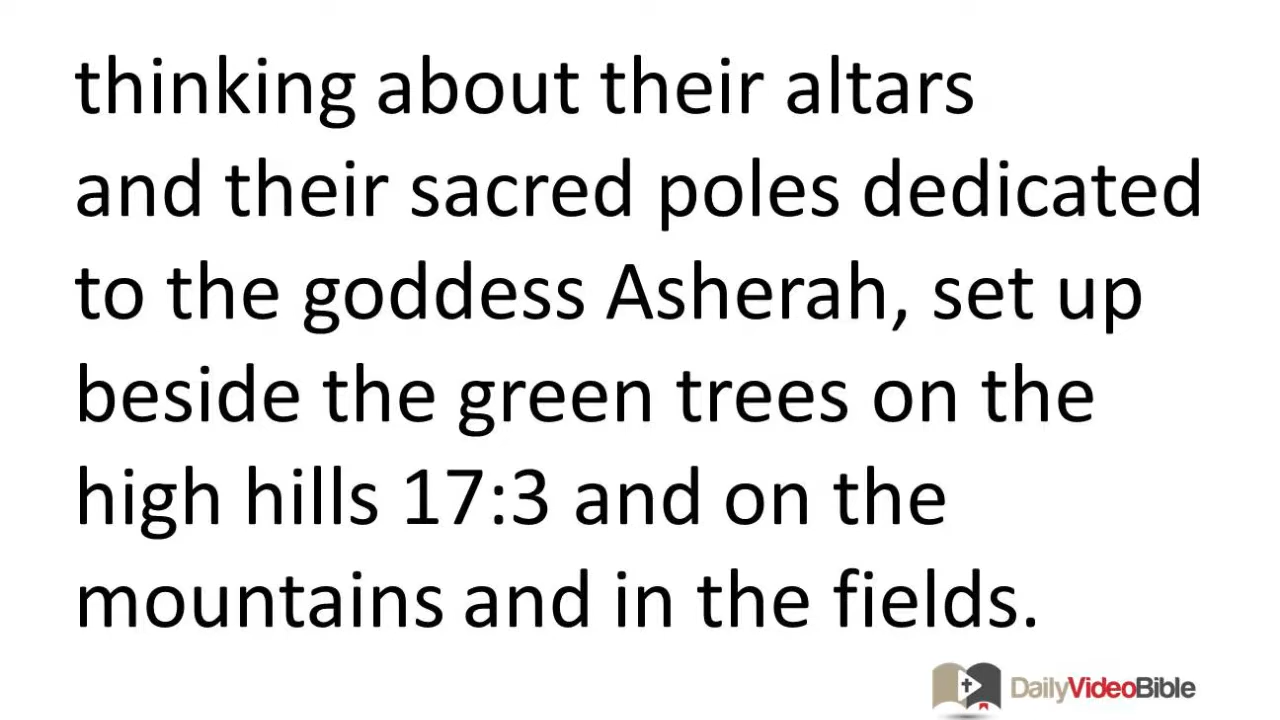 thinking about their altars
and their sacred poles dedicated
to the goddess Asherah, set up
beside the green trees on the
high hills 17:3 and on the
mountains and in the fields.
DailyVideoBible